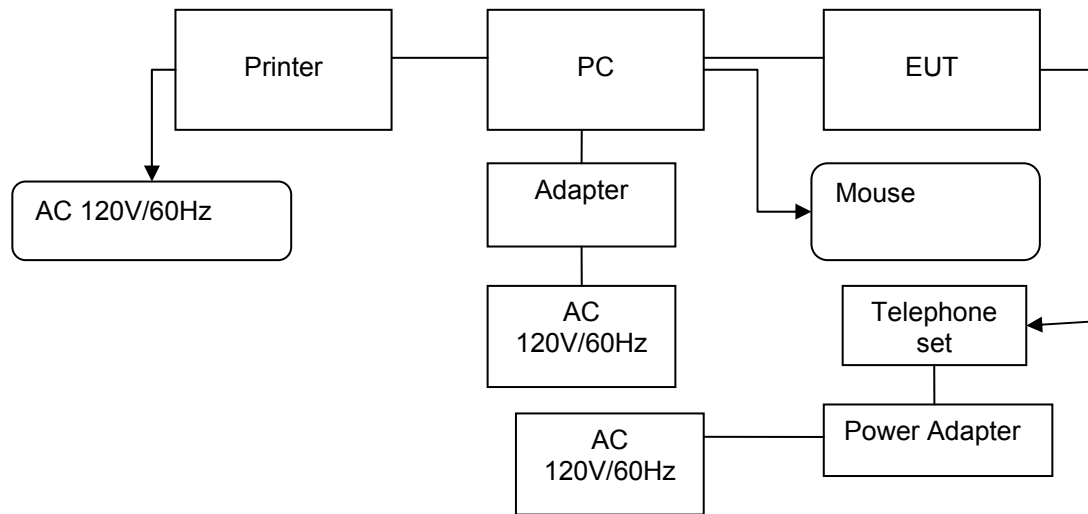 Printer
PC
EUT
AC 120V/60Hz
Adapter
Mouse
AC
120V/60Hz
Telephone
set
AC
120V/60Hz
Power Adapter